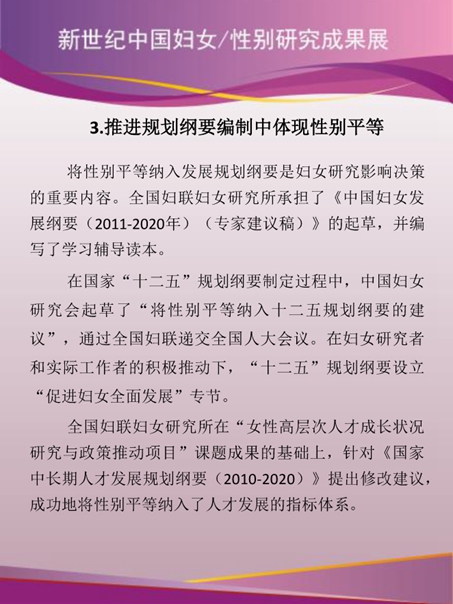 新世纪中国妇女/性别研究成果展
3.推进规划纲要编制中体现性别平等
将性别平等纳入发展规划纲要是妇女研究影响决策
的重要内容。全国妇联妇女研究所承担了《中国妇女发
展纲要（2011-2020年）（专家建议稿）》的起草，并编
写了学习辅导读本。
在国家“十二五”规划纲要制定过程中，中国妇女
研究会起草了“将性别平等纳入十二五规划纲要的建
议”，通过全国妇联递交全国人大会议。在妇女研究者
和实际工作者的积极推动下，“十二五”规划纲要设立
“促进妇女全面发展”专节。
全国妇联妇女研究所在“女性高层次人才成长状况
研究与政策推动项目”课题成果的基础上，针对《国家
中长期人才发展规划纲要（2010-2020）》提出修改建议，
成功地将性别平等纳入了人才发展的指标体系。